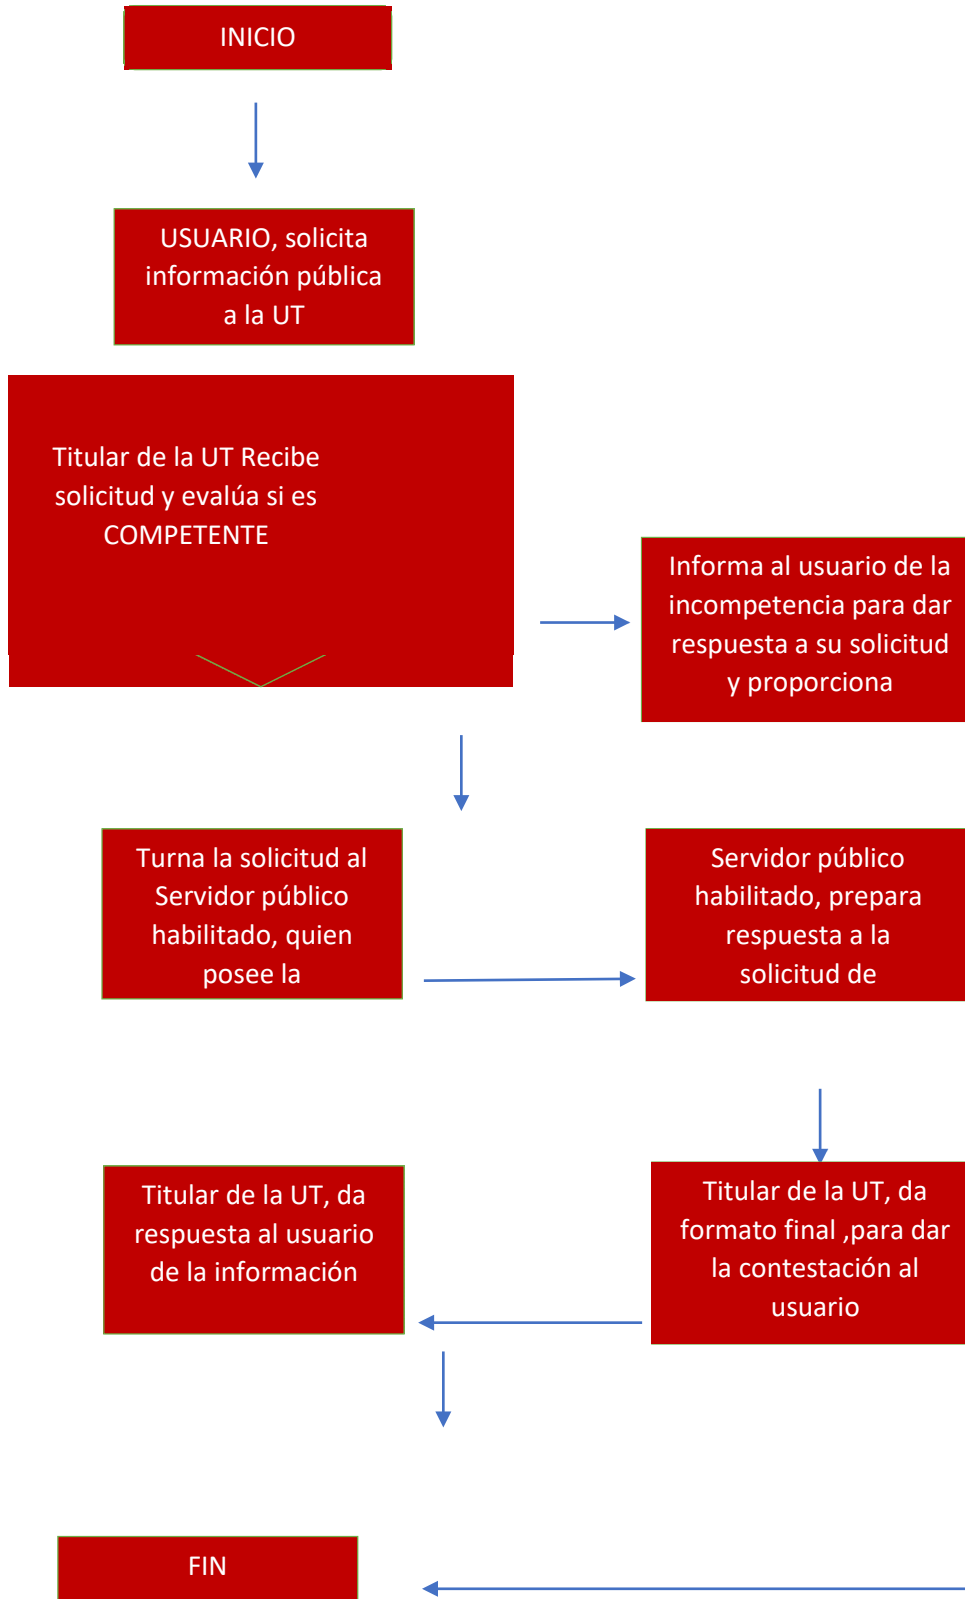 INICIO
USUARIO, solicita
información pública
a la UT
Titular de la UT Recibe
solicitud y evalúa si es
COMPETENTE
Informa al usuario de la
incompetencia para dar
respuesta a su solicitud
y proporciona
Turna la solicitud al
Servidor público
habilitado, quien
posee la
Servidor público
habilitado, prepara
respuesta a la
solicitud de
Titular de la UT, da
respuesta al usuario
de la información
Titular de la UT, da
formato final ,para dar
la contestación al
usuario
FIN